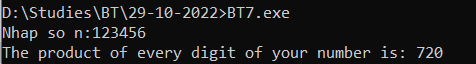 D:\Studies\BT\29-10-2022>BT7.exe
Nhap so n:123456
The product of every digit of your number is: 720